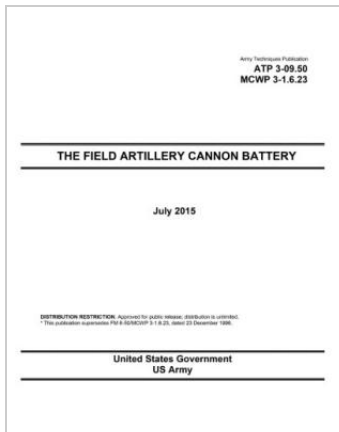 Army Techniques Publication
ATP 3-09.50
MCWP 3-1.6.23
THE FIELD ARTILLERY CANNON BATTERY
July 2015
DISTRIBUTION RESTRICTION: Approved for public release; distribution is unlimited.
* This publication supersedes FM 6-50/MCWP 3-1.6.23, dated 23 December 1996.
United States Government
US Army